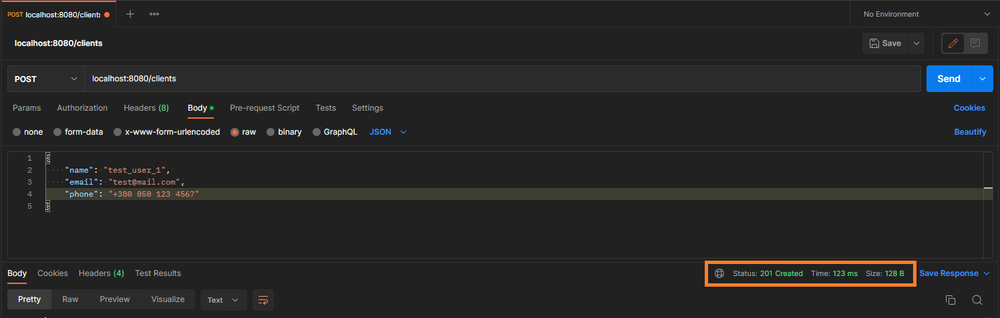 POST localhost:8080/clients No Environment
localhost:8080/clients Save
POST localhost:8080/clients Send
Params Authorization Headers (8) Body Pre-request Script Tests Settings Cookies
none form-data x-www-form-urlencoded raw binary GraphQL JSON Beautify
1 {
2 "name": "test_user_1",
3 "email": "test@mail.com",
4 "phone": "+380 050 123 4567"
5 }
Body Cookies Headers (4) Test Results Status: 201 Created Time: 123 ms Size: 128 B Save Response
Pretty Raw Preview Visualize Text